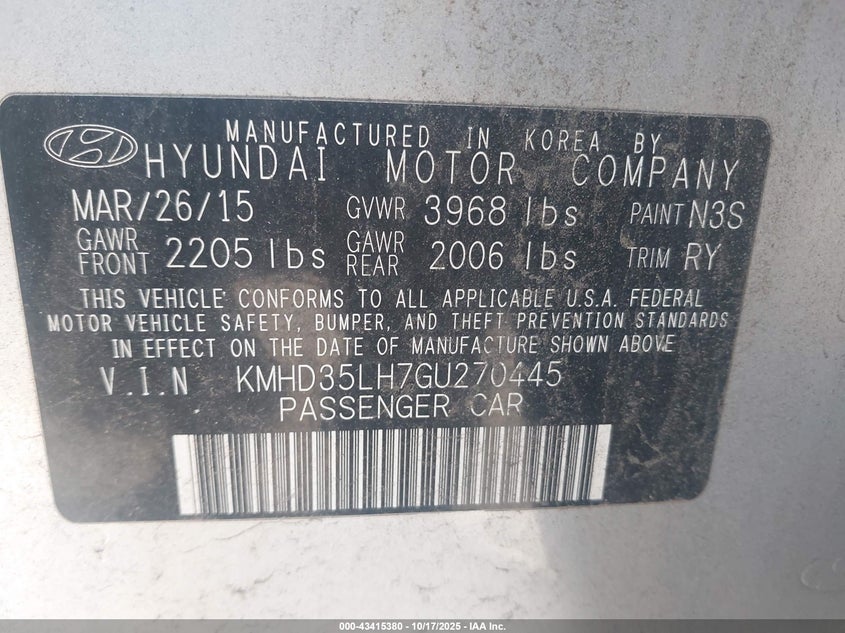 MANUFACTURED IN KOREA BY
HYUNDAI MOTOR COMPANY
MAR/26/15 GVWR 3968 lbs PAINT N3S
GAWR FRONT 2205 lbs GAWR REAR 2006 lbs TRIM RY
THIS VEHICLE CONFORMS TO ALL APPLICABLE U.S.A. FEDERAL
MOTOR VEHICLE SAFETY, BUMPER, AND THEFT PREVENTION STANDARDS
IN EFFECT ON THE DATE OF MANUFACTURE SHOWN ABOVE
V.I.N KMHD35LH7GU270445
PASSENGER CAR
000-43415380 - 10/17/2025 - IAA Inc.